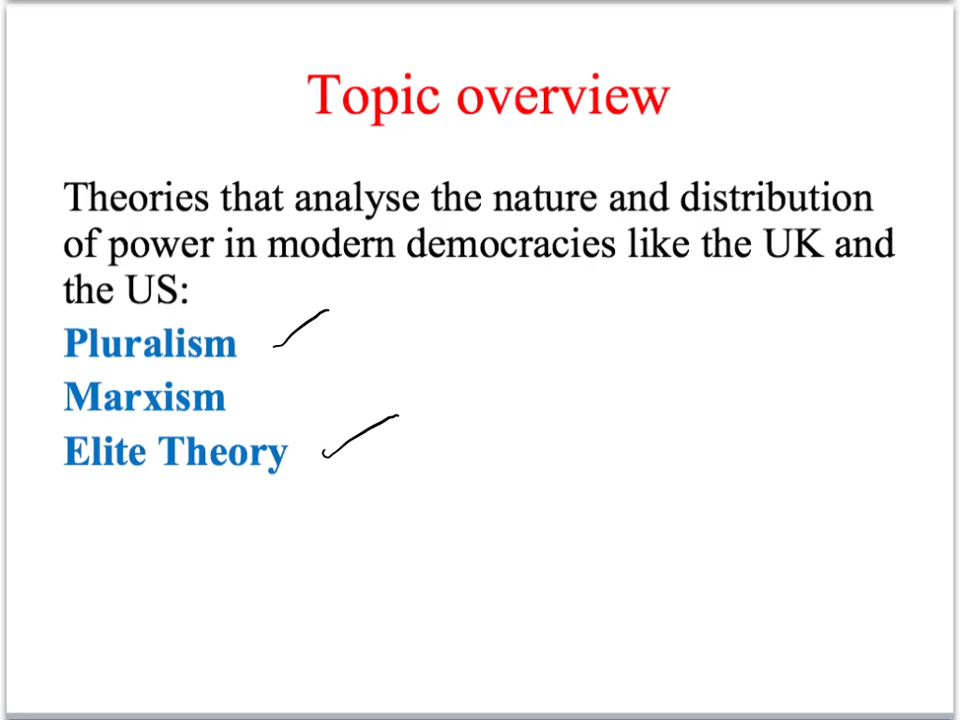 Topic overview
Theories that analyse the nature and distribution
of power in modern democracies like the UK and
the US:
Pluralism
Marxism
Elite Theory